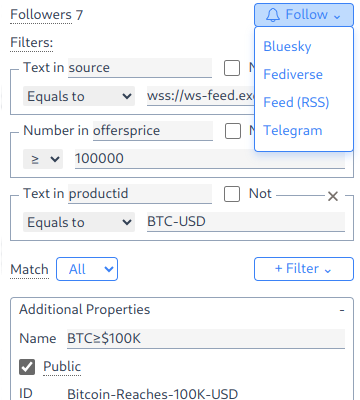 Followers 7
Follow
Bluesky
Fediverse
Feed (RSS)
Telegram
Filters:
Text in source
Equals to wss://ws-feed.ex
Number in offersprice
≥ 100000
Text in productid Not ×
Equals to BTC-USD
Match All + Filter
Additional Properties -
Name BTC≥$100K
Public
ID Bitcoin-Reaches-100K-USD